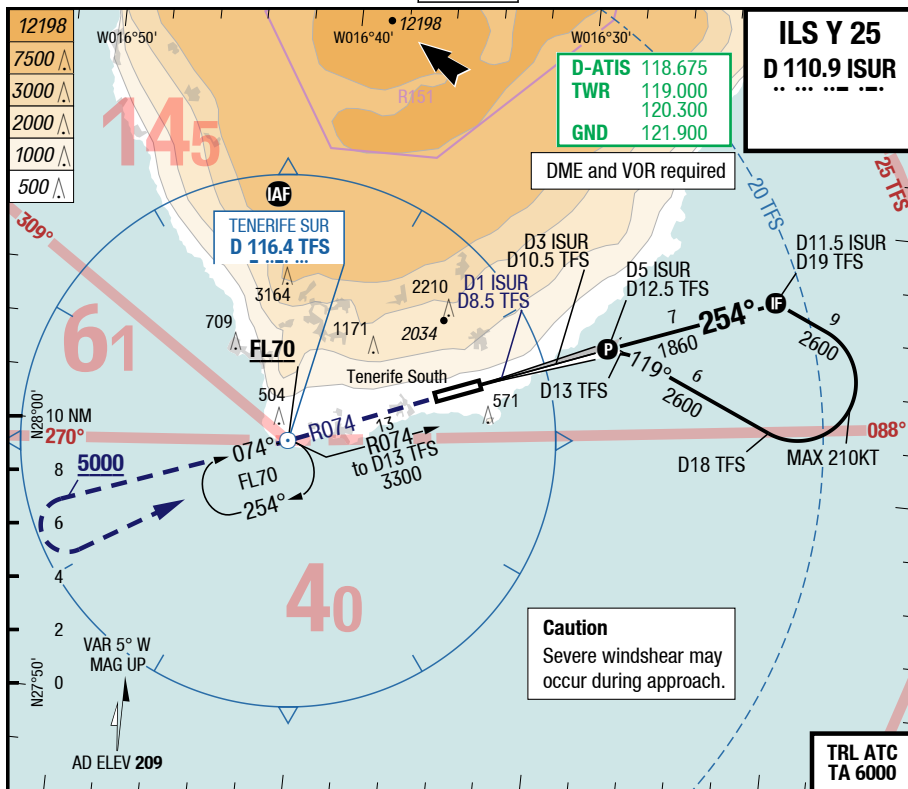 12198
7500
3000
2000
1000
500
W016°50'
W016°40'
W016°30'
12198
R151
D-ATIS 118.675
TWR 119.000
120.300
GND 121.900
ILS Y 25
D 110.9 ISUR
DME and VOR required
145
25 TFS
20 TFS
309°
IAF
TENERIFE SUR
D 116.4 TFS
D3 ISUR
D10.5 TFS
D1 ISUR
D8.5 TFS
D5 ISUR
D12.5 TFS
D11.5 ISUR
D19 TFS
3164
2210
2034
709
1171
FL70
61
7
254°
IF
1860
9
2600
P
119°
6
2600
D13 TFS
Tenerife South
504
571
N28°00'
10 NM
270°
R074
13
R074
to D13 TFS
3300
088°
D18 TFS
MAX 210KT
5000
074°
FL70
254°
8
6
4
2
0
40
VAR 5° W
MAG UP
N27°50'
AD ELEV 209
Caution
Severe windshear may
occur during approach.
TRL ATC
TA 6000